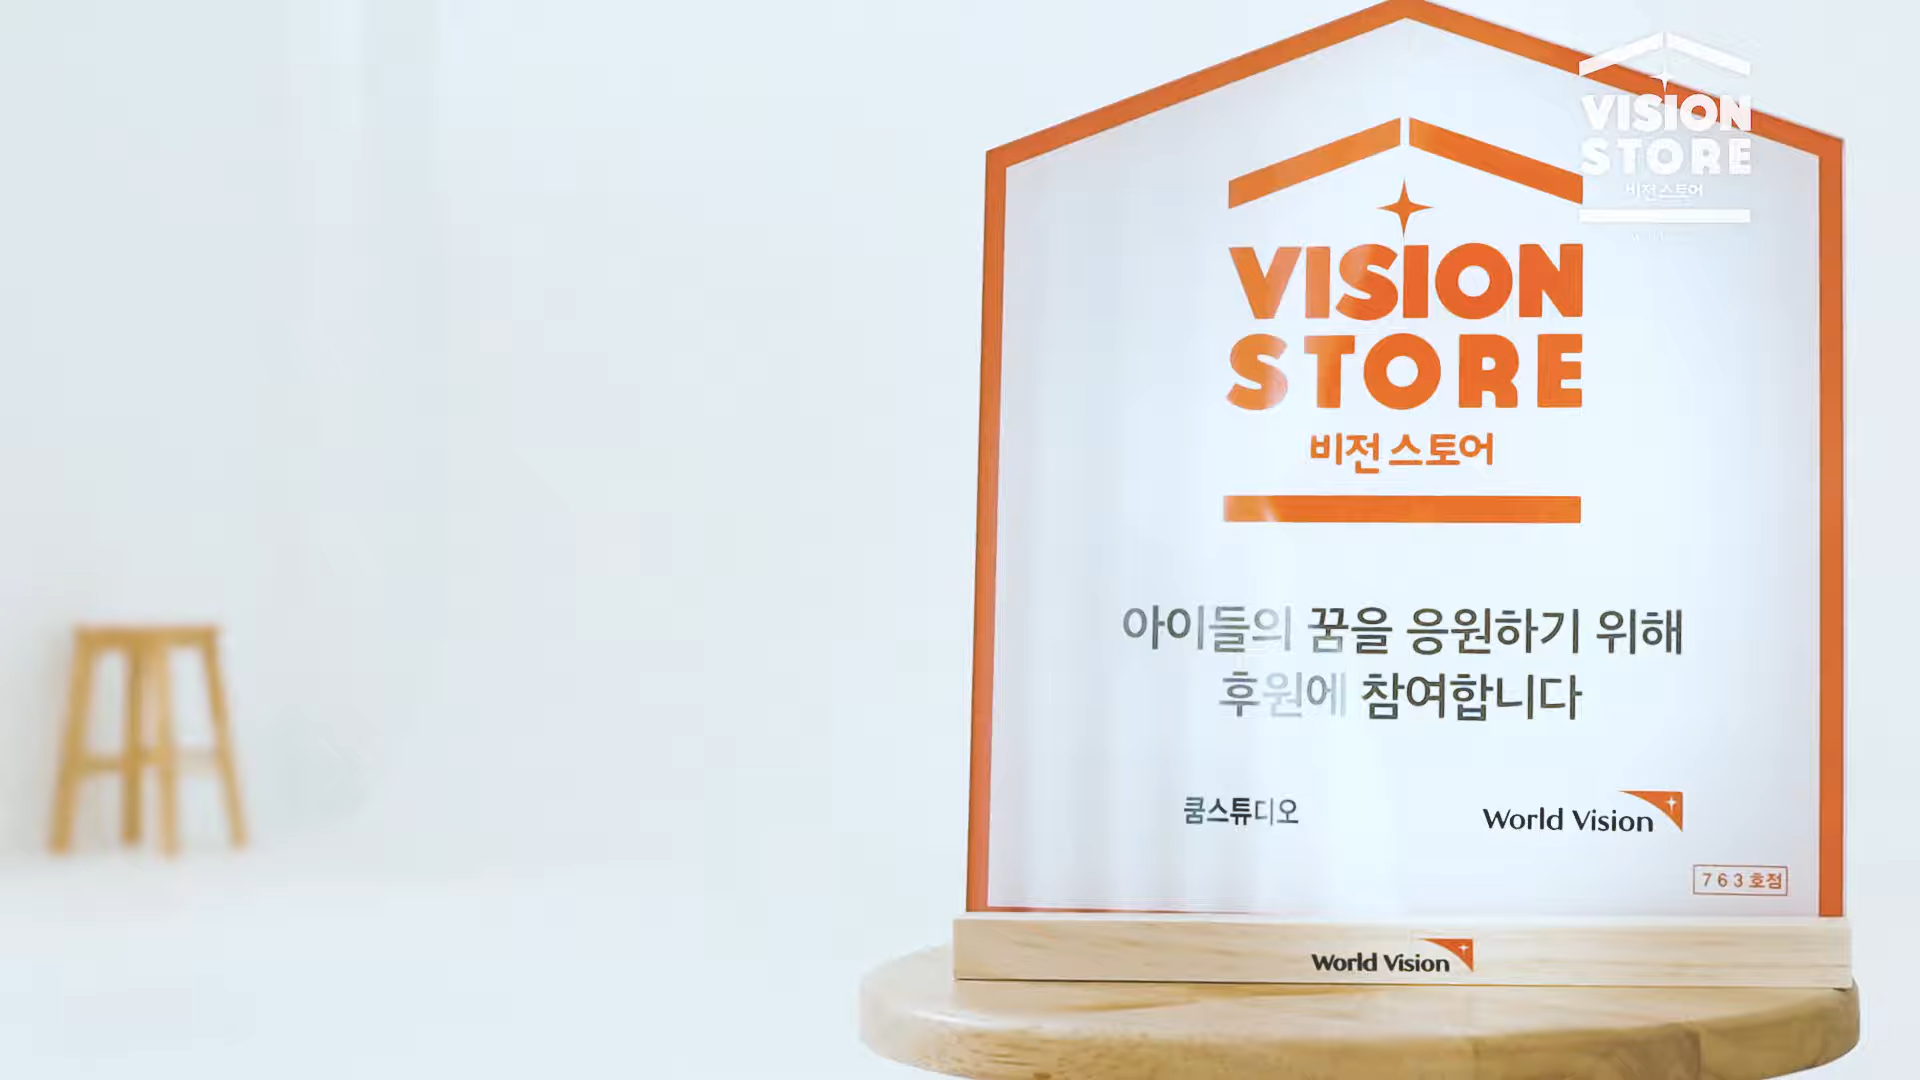 VISION
STORE
비전스토어
VISION
STORE
비전 스토어
아이들의 꿈을 응원하기 위해
후원에 참여합니다
쿰스튜디오
World Vision
763호점
World Vision